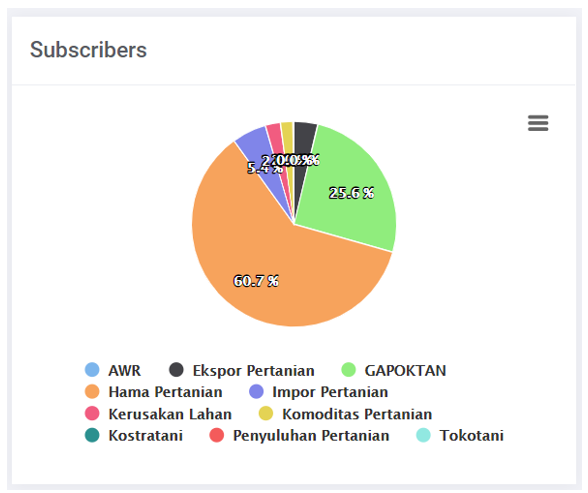 Subscribers
25.6 %
5.4 %
60.7 %
AWR Ekspor Pertanian GAPOKTAN
Hama Pertanian Impor Pertanian
Kerusakan Lahan Komoditas Pertanian
Kostratani Penyuluhan Pertanian Tokotani